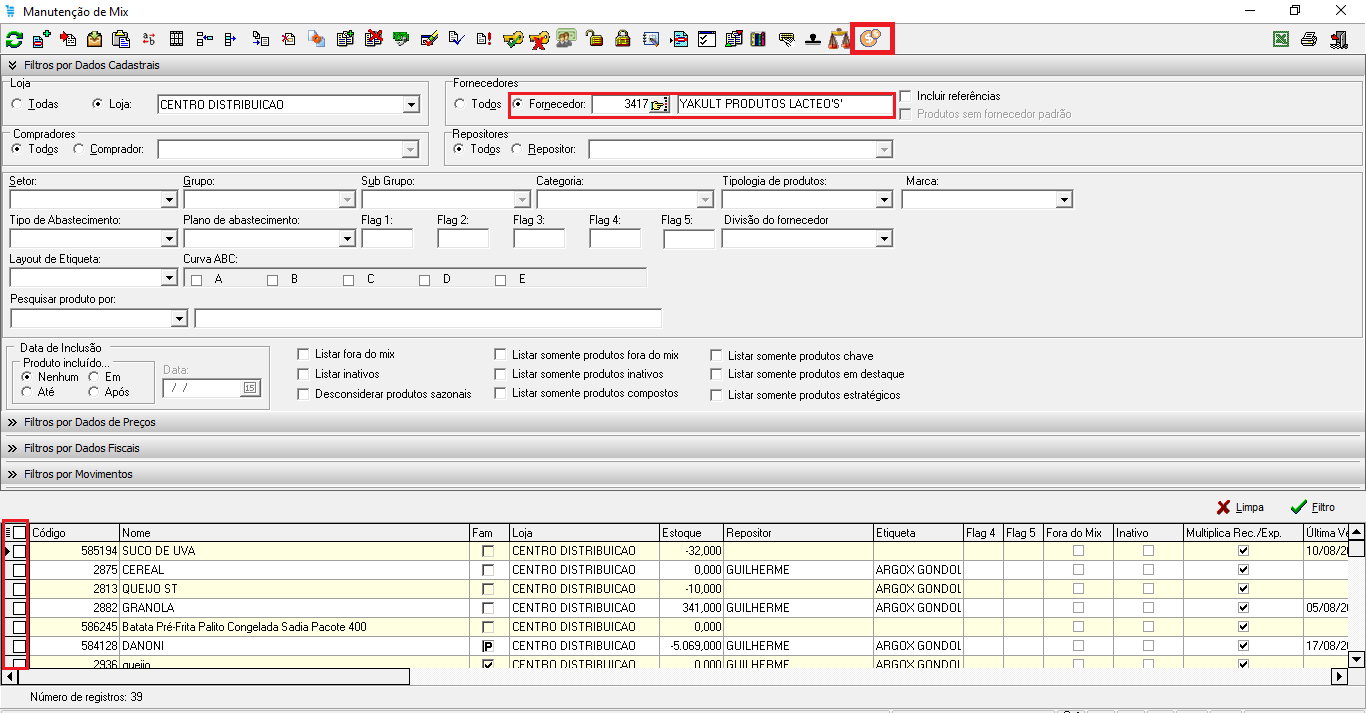 Manutenção de Mix
Filtros por Dados Cadastrais
Loja
Todas Loja: CENTRO DISTRIBUICAO
Fornecedores
Todos Fornecedor: 3417 YAKULT PRODUTOS LACTEO'S'
Incluir referências
Produtos sem fornecedor padrão
Compradores
Todos Comprador:
Repositores
Todos Repositor:
Setor: Grupo: Sub Grupo: Categoria: Tipologia de produtos: Marca:
Tipo de Abastecimento: Plano de abastecimento: Flag 1: Flag 2: Flag 3: Flag 4: Flag 5: Divisão do fornecedor
Layout de Etiqueta: Curva ABC:
A B C D E
Pesquisar produto por:
Data de Inclusão
Produto incluído...
Nenhum Em
Até Após
Data:
/ / 15
Listar fora do mix Listar somente produtos fora do mix Listar somente produtos chave
Listar inativos Listar somente produtos inativos Listar somente produtos em destaque
Desconsiderar produtos sazonais Listar somente produtos compostos Listar somente produtos estratégicos
Filtros por Dados de Preços
Filtros por Dados Fiscais
Filtros por Movimentos
Limpa Filtro
Código Nome Fam Loja Estoque Repositor Etiqueta Flag 4 Flag 5 Fora do Mix Inativo Multiplica Rec./Exp. Última Ve
585194 SUCO DE UVA CENTRO DISTRIBUICAO -32,000 10/08/20
2875 CEREAL CENTRO DISTRIBUICAO 0,000 GUILHERME ARGOX GONDOL
2813 QUEIJO ST CENTRO DISTRIBUICAO -10,000 ARGOX GONDOL
2882 GRANOLA CENTRO DISTRIBUICAO 341,000 GUILHERME ARGOX GONDOL 05/08/20
586245 Batata Pré-Frita Palito Congelada Sadia Pacote 400 CENTRO DISTRIBUICAO 0,000
584128 DANONI P CENTRO DISTRIBUICAO -5.069,000 GUILHERME ARGOX GONDOL 17/08/20
2936 queijo CENTRO DISTRIBUICAO 0,000 GUILHERME ARGOX GONDOL
Número de registros: 39